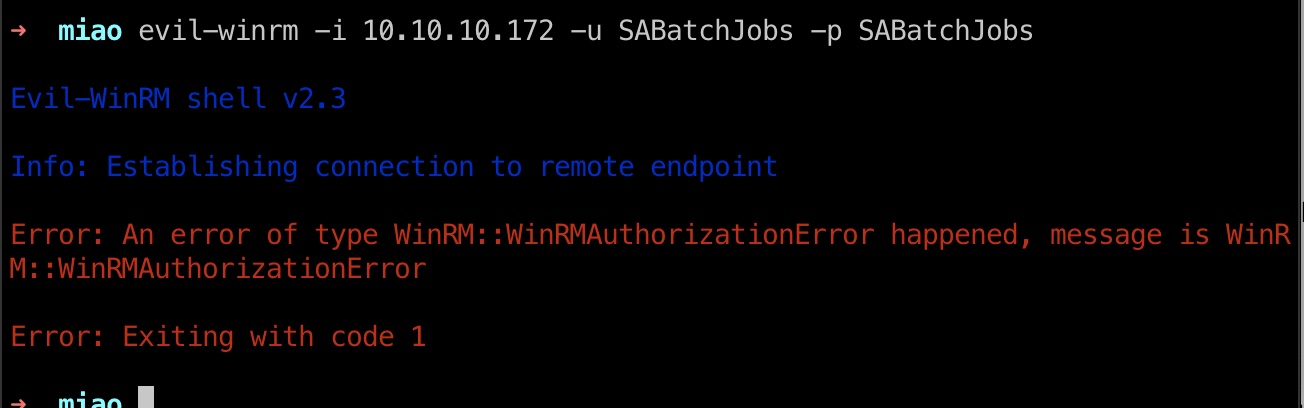 → miao evil-winrm -i 10.10.10.172 -u SABatchJobs -p SABatchJobs
Evil-WinRM shell v2.3
Info: Establishing connection to remote endpoint
Error: An error of type WinRM::WinRMAuthorizationError happened, message is WinR
M::WinRMAuthorizationError
Error: Exiting with code 1
→ miao